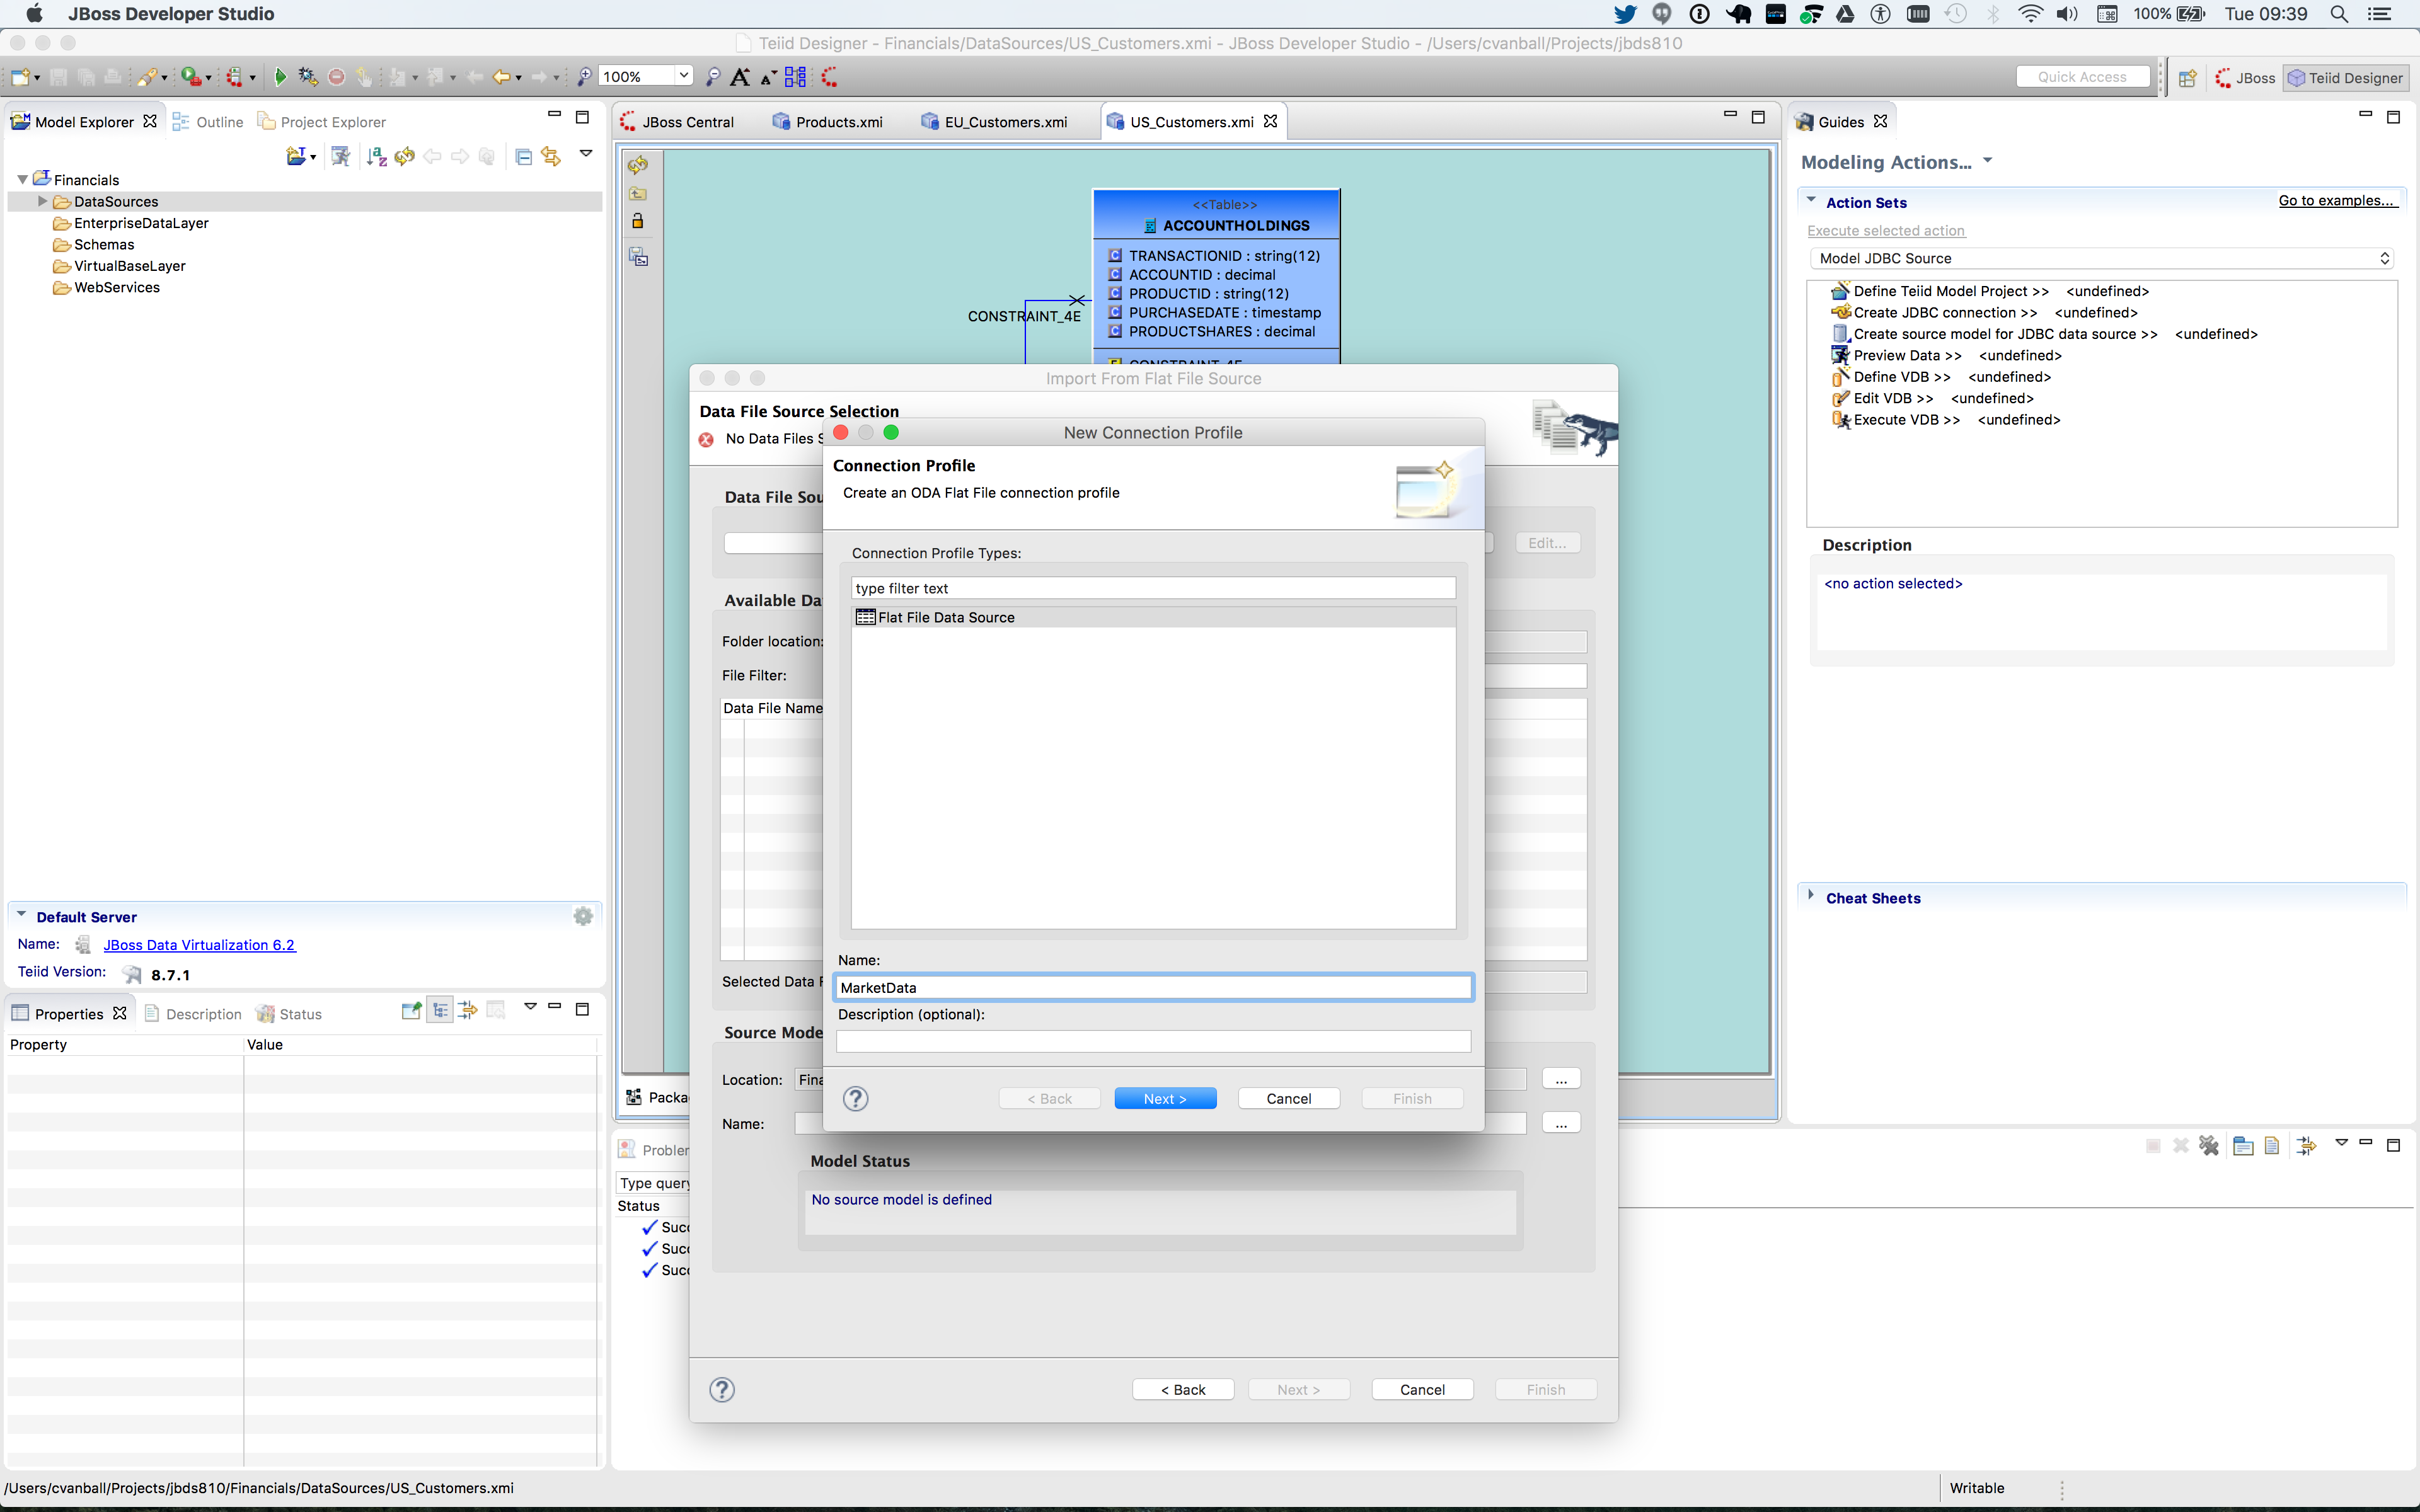 JBoss Developer Studio
100%
Tue 09:39
Teiid Designer - Financials/DataSources/US_Customers.xmi - JBoss Developer Studio - /Users/cvanball/Projects/jbds810
100%
Quick Access
JBoss
Teiid Designer
Model Explorer
Outline
Project Explorer
Financials
DataSources
EnterpriseDataLayer
Schemas
VirtualBaseLayer
WebServices
Default Server
Name:
JBoss Data Virtualization 6.2
Teiid Version:
8.7.1
Properties
Description
Status
Property
Value
JBoss Central
Products.xmi
EU_Customers.xmi
US_Customers.xmi
<<Table>>
ACCOUNTHOLDINGS
TRANSACTIONID : string(12)
ACCOUNTID : decimal
PRODUCTID : string(12)
PURCHASEDATE : timestamp
PRODUCTSHARES : decimal
CONSTRAINT_4E
Import From Flat File Source
Data File Source Selection
No Data Files S
Data File Sou
Edit...
Available Da
Folder location:
File Filter:
Data File Name
Selected Data F
Source Mode
Location:
Fina
...
Name:
...
Model Status
No source model is defined
< Back
Next >
Cancel
Finish
New Connection Profile
Connection Profile
Create an ODA Flat File connection profile
Connection Profile Types:
type filter text
Flat File Data Source
Name:
MarketData
Description (optional):
< Back
Next >
Cancel
Finish
Packa
Probler
Type query
Status
Succ
Succ
Succ
Guides
Modeling Actions...
Action Sets
Go to examples...
Execute selected action
Model JDBC Source
Define Teiid Model Project >> <undefined>
Create JDBC connection >> <undefined>
Create source model for JDBC data source >> <undefined>
Preview Data >> <undefined>
Define VDB >> <undefined>
Edit VDB >> <undefined>
Execute VDB >> <undefined>
Description
<no action selected>
Cheat Sheets
/Users/cvanball/Projects/jbds810/Financials/DataSources/US_Customers.xmi
Writable